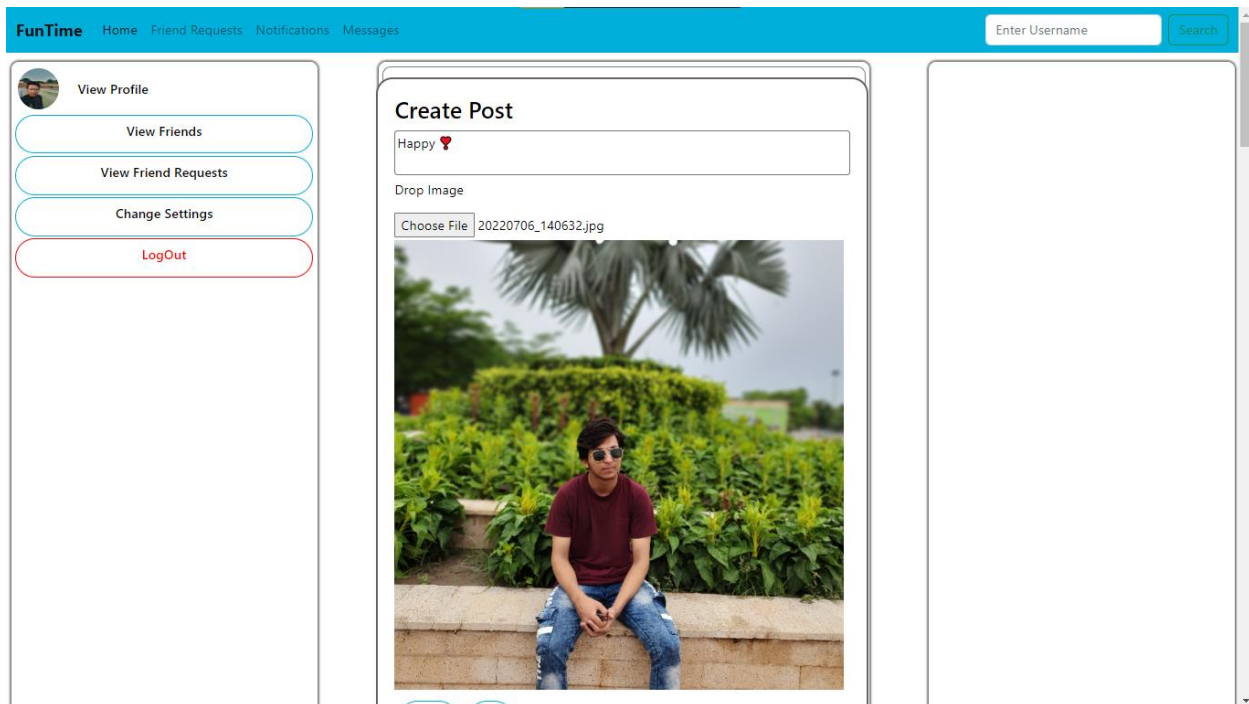 FunTime Home Friend Requests Notifications Messages Enter Username Search
View Profile
View Friends
View Friend Requests
Change Settings
LogOut
Create Post
Happy ❣
Drop Image
Choose File 20220706_140632.jpg